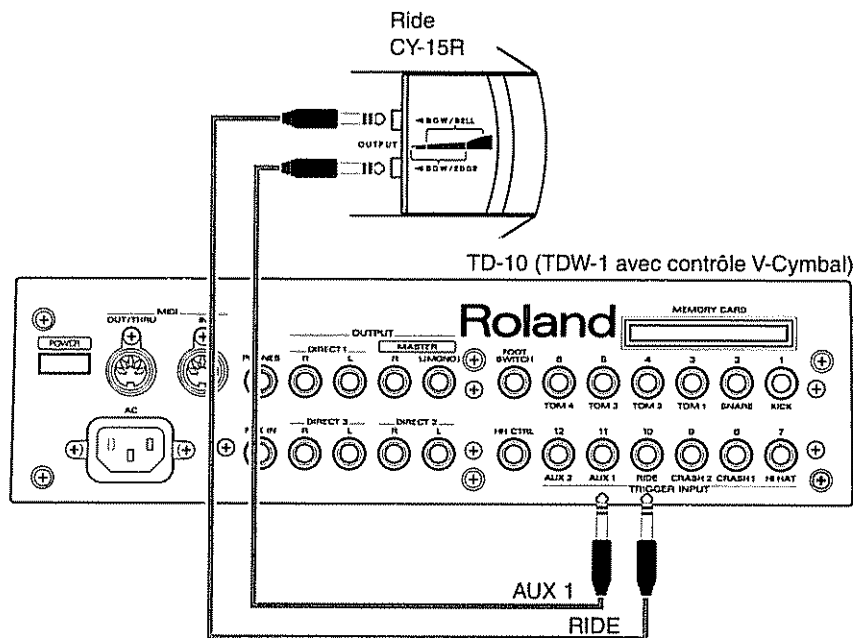 Ride
CY-15R
◄BOW/BELL
OUTPUT
◄BOW/EDGE
TD-10 (TDW-1 avec contrôle V-Cymbal)
MIDI
OUT/THRU
POWER
OUTPUT
MASTER
DIRECT 1
R L R L(MONO)
Roland
MEMORY CARD
FOOT SWITCH 6 5 4 3 2 1
TOM 4 TOM 3 TOM 2 TOM 1 SNARE KICK
AC
DIRECT 3 DIRECT 2
R L R L
HH CTRL 12 11 10 9 8 7
AUX 2 AUX 1 RIDE CRASH 2 CRASH 1 HI HAT
TRIGGER INPUT
AUX 1
RIDE